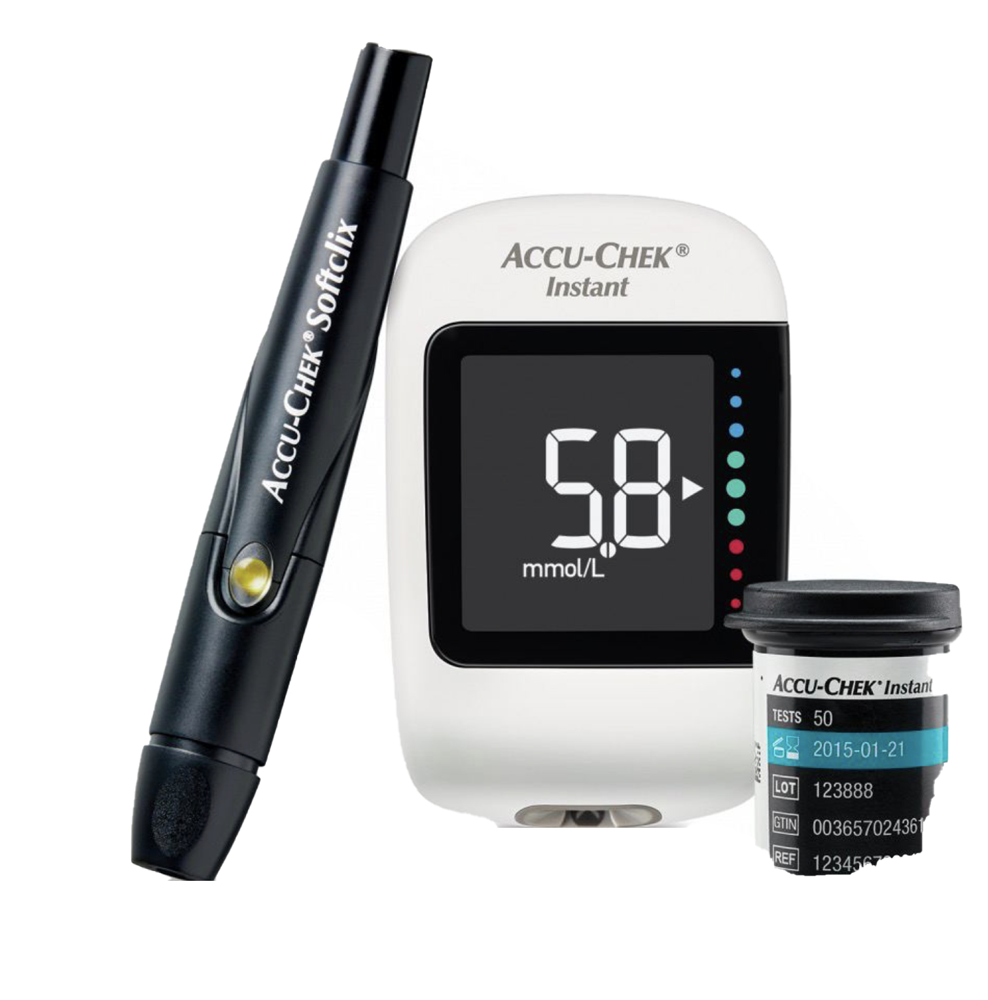 ACCU-CHEK® Softclix
ACCU-CHEK®
Instant
5.8
mmol/L
ACCU-CHEK® Instant
TESTS 50
2015-01-21
LOT 123888
GTIN 003657024361
REF 1234567